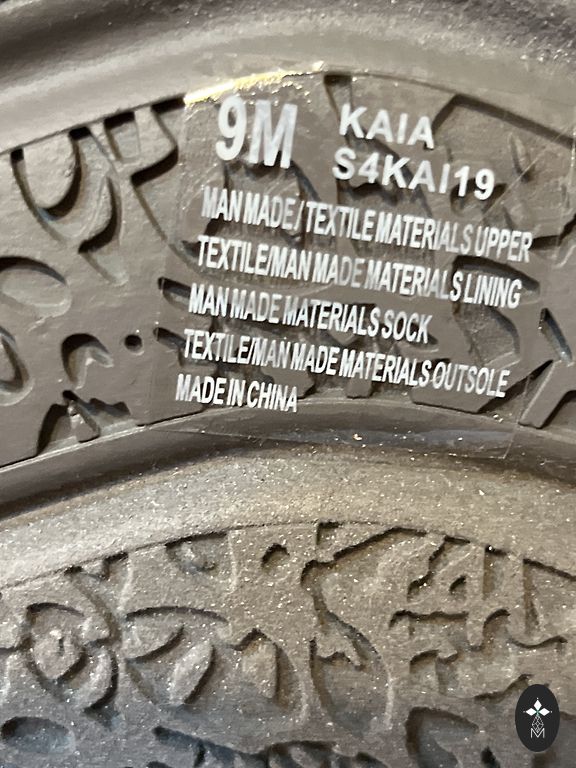 9M KAIA
S4KAI19
MAN MADE/TEXTILE MATERIALS UPPER
TEXTILE/MAN MADE MATERIALS LINING
MAN MADE MATERIALS SOCK
TEXTILE/MAN MADE MATERIALS OUTSOLE
MADE IN CHINA
M